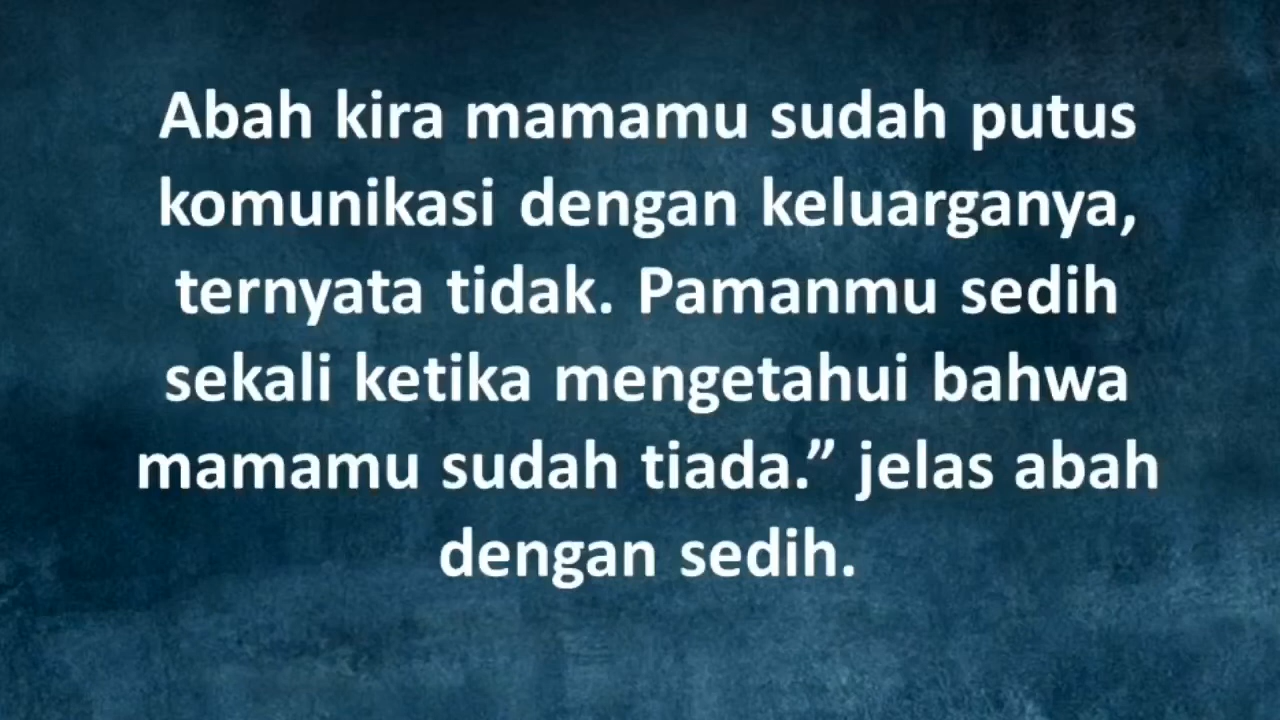 Abah kira mamamu sudah putus
komunikasi dengan keluarganya,
ternyata tidak. Pamanmu sedih
sekali ketika mengetahui bahwa
mamamu sudah tiada.” jelas abah
dengan sedih.